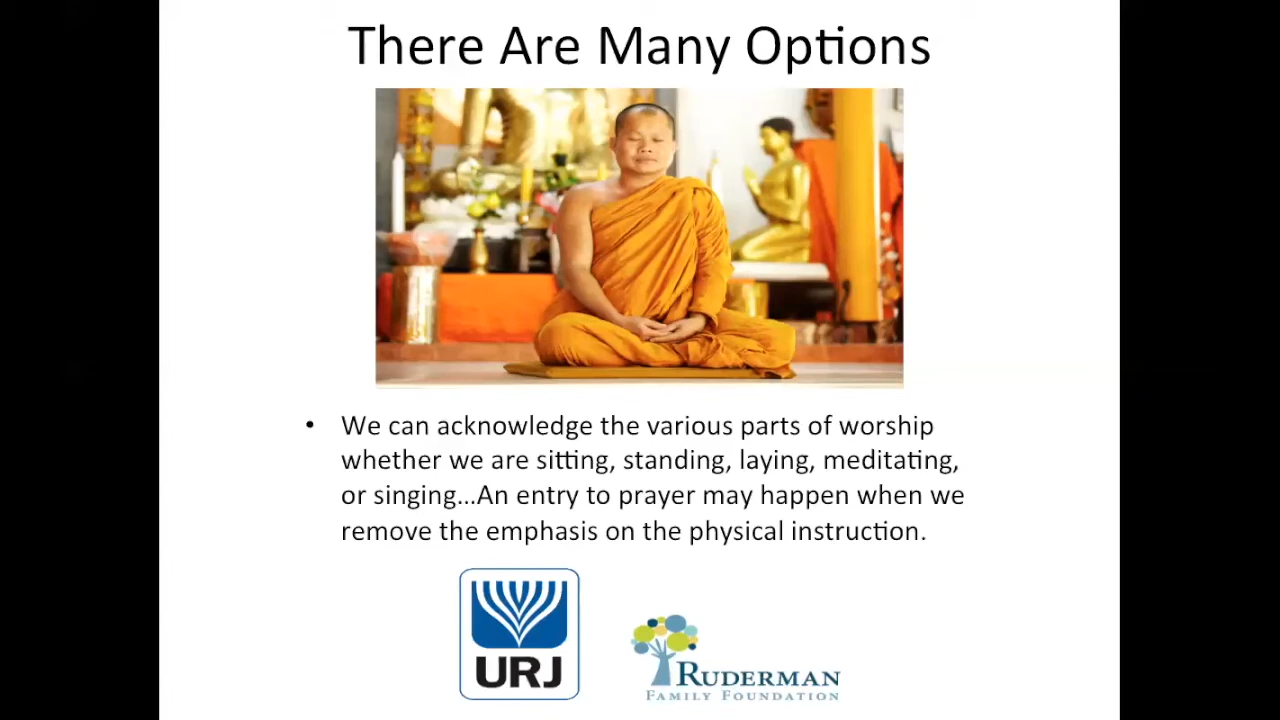 There Are Many Options
• We can acknowledge the various parts of worship
whether we are sitting, standing, laying, meditating,
or singing...An entry to prayer may happen when we
remove the emphasis on the physical instruction.
URJ
RUDERMAN
FAMILY FOUNDATION